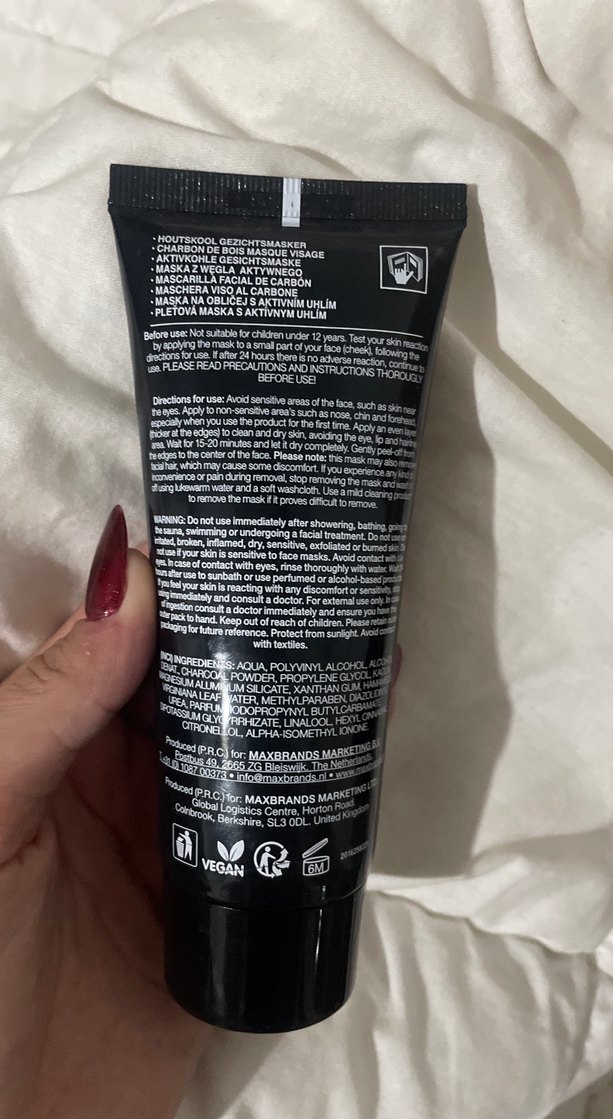 • HOUTSKOOL GEZICHTSMASKER
• CHARBON DE BOIS MASQUE VISAGE
• AKTIVKOHLE GESICHTSMASKE
• MASKA Z WĘGLA AKTYWNEGO
• MASCARILLA FACIAL DE CARBÓN
• MASCHERA VISO AL CARBONE
• MASKA NA OBLIČEJ S AKTIVNÍM UHLÍM
• PLEŤOVÁ MASKA S AKTÍVNYM UHLÍM
Before use: Not suitable for children under 12 years. Test your skin reaction
by applying the mask to a small part of your face (cheek), following the
directions for use. If after 24 hours there is no adverse reaction, continue to
use. PLEASE READ PRECAUTIONS AND INSTRUCTIONS THOROUGLY
BEFORE USE!
Directions for use: Avoid sensitive areas of the face, such as skin near
the eyes. Apply to non-sensitive area's such as nose, chin and forehead,
especially when you use the product for the first time. Apply an even layer
(thicker at the edges) to clean and dry skin, avoiding the eye, lip and hairline
area. Wait for 15-20 minutes and let it dry completely. Gently peel-off from
the edges to the center of the face. Please note: this mask may also remove
facial hair, which may cause some discomfort. If you experience any kind of
inconvenience or pain during removal, stop removing the mask and wash
off using lukewarm water and a soft washcloth. Use a mild cleaning product
to remove the mask if it proves difficult to remove.
WARNING: Do not use immediately after showering, bathing, going to
the sauna, swimming or undergoing a facial treatment. Do not use on
irritated, broken, inflamed, dry, sensitive, exfoliated or burned skin. Do
not use if your skin is sensitive to face masks. Avoid contact with
eyes. In case of contact with eyes, rinse thoroughly with water. Wait
hours after use to sunbath or use perfumed or alcohol-based products.
If you feel your skin is reacting with any discomfort or sensitivity, stop
using immediately and consult a doctor. For external use only. In case
of ingestion consult a doctor immediately and ensure you have the
outer pack to hand. Keep out of reach of children. Please retain
packaging for future reference. Protect from sunlight. Avoid contact
with textiles.
(INCI) INGREDIENTS: AQUA, POLYVINYL ALCOHOL, ALCOHOL
DENAT, CHARCOAL POWDER, PROPYLENE GLYCOL, KAOLIN,
MAGNESIUM ALUMINUM SILICATE, XANTHAN GUM, HAMAMELIS
VIRGINIANA LEAF WATER, METHYLPARABEN, DIAZOLIDINYL
UREA, PARFUM, IODOPROPYNYL BUTYLCARBAMATE,
DIPOTASSIUM GLYCYRRHIZATE, LINALOOL, HEXYL CINNAMAL,
CITRONELLOL, ALPHA-ISOMETHYL IONONE.
Produced (P.R.C.) for: MAXBRANDS MARKETING B.V.
Postbus 49, 2665 ZG Bleiswijk, The Netherlands.
(0) 1087 00373 • info@maxbrands.nl • www.maxbrands
Produced (P.R.C.) for: MAXBRANDS MARKETING LTD
Global Logistics Centre, Horton Road,
Colnbrook, Berkshire, SL3 0DL. United Kingdom
VEGAN
6M